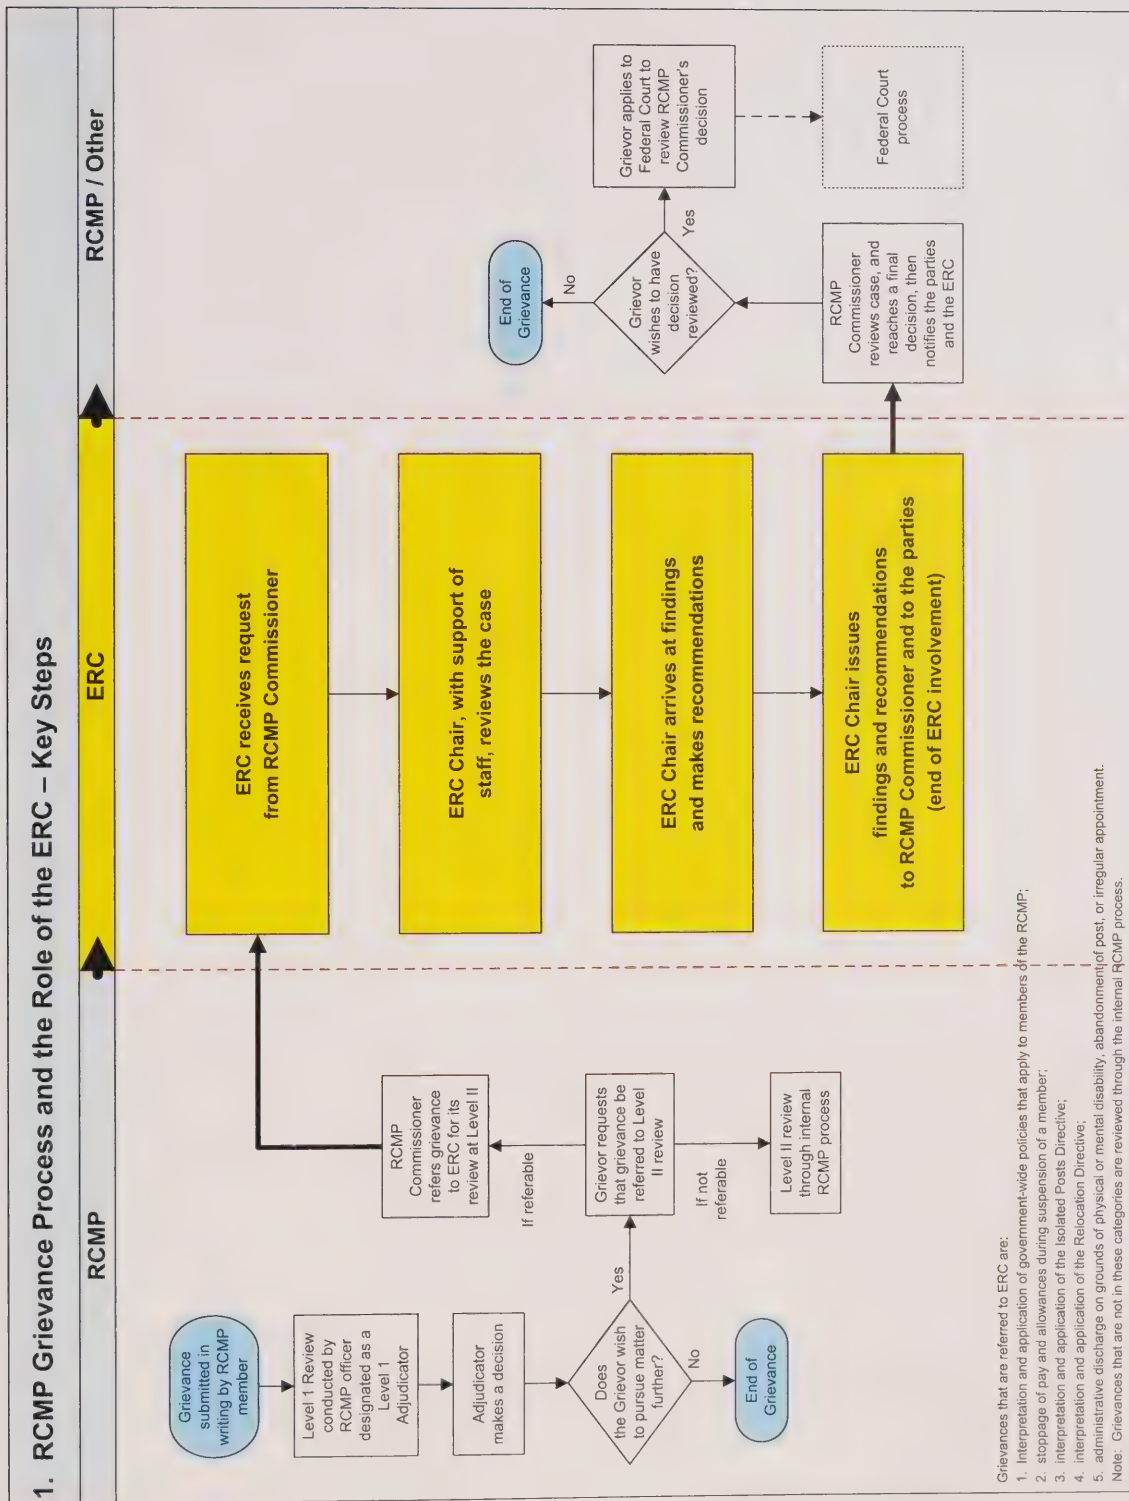 1. RCMP Grievance Process and the Role of the ERC – Key Steps
RCMP
ERC
RCMP / Other
Grievance
submitted in
writing by RCMP
member
Level 1 Review
conducted by
RCMP officer
designated as a
Level 1
Adjudicator
Adjudicator
makes a decision
Does
the Grievor wish
to pursue matter
further?
No
End of
Grievance
Yes
Grievor requests
that grievance be
referred to Level
II review
If referable
If not
referable
RCMP
Commissioner
refers grievance
to ERC for its
review at Level II
Level II review
through internal
RCMP process
ERC receives request
from RCMP Commissioner
ERC Chair, with support of
staff, reviews the case
ERC Chair arrives at findings
and makes recommendations
ERC Chair issues
findings and recommendations
to RCMP Commissioner and to the parties
(end of ERC involvement)
RCMP
Commissioner
reviews case, and
reaches a final
decision, then
notifies the parties
and the ERC
Grievor
wishes to have
decision
reviewed?
No
End of
Grievance
Yes
Grievor applies to
Federal Court to
review RCMP
Commissioner's
decision
Federal Court
process
Grievances that are referred to ERC are:
1. Interpretation and application of government-wide policies that apply to members of the RCMP;
2. stoppage of pay and allowances during suspension of a member;
3. interpretation and application of the Isolated Posts Directive;
4. interpretation and application of the Relocation Directive;
5. administrative discharge on grounds of physical or mental disability, abandonment of post, or irregular appointment.
Note: Grievances that are not in these categories are reviewed through the internal RCMP process.